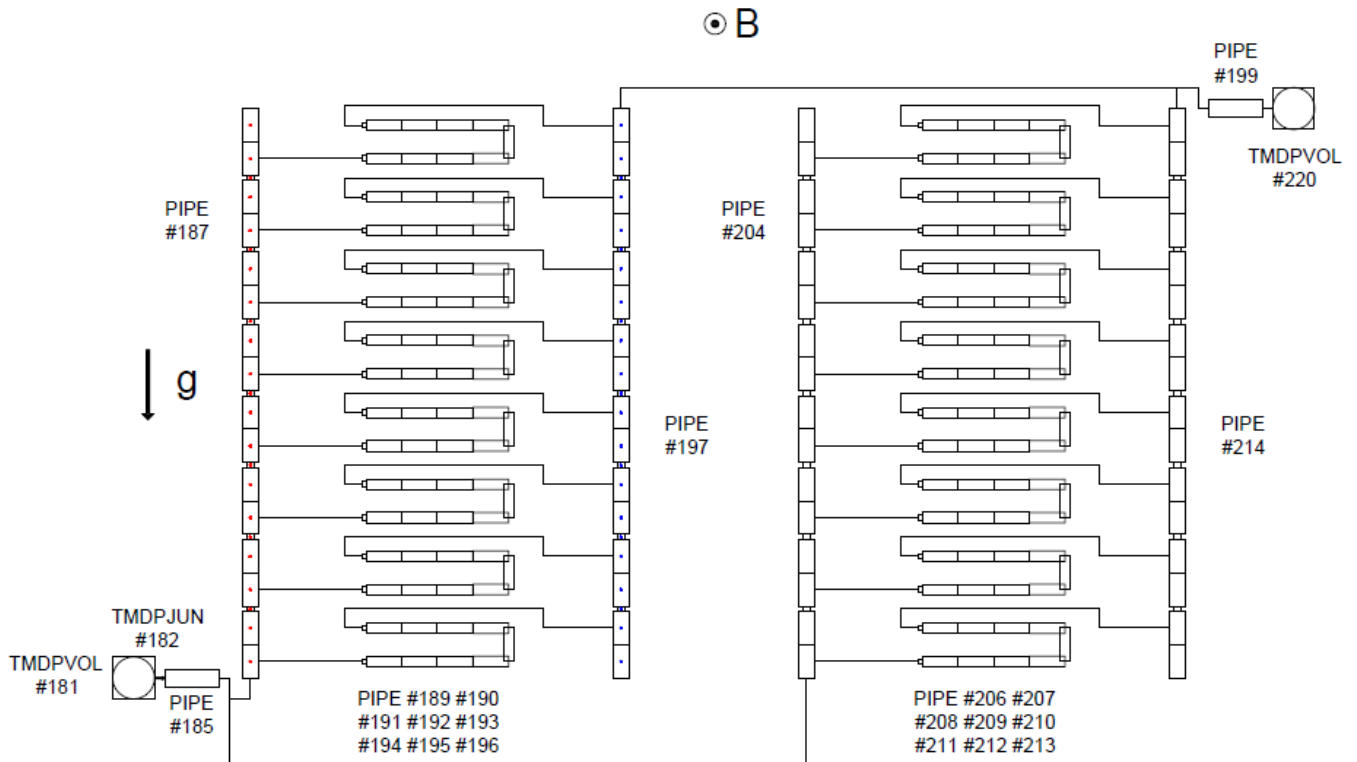 B
PIPE
#199
TMDPVOL
#220
PIPE
#187
PIPE
#204
g
PIPE
#197
PIPE
#214
TMDPJUN
#182
TMDPVOL
#181
PIPE
#185
PIPE #189 #190
#191 #192 #193
#194 #195 #196
PIPE #206 #207
#208 #209 #210
#211 #212 #213